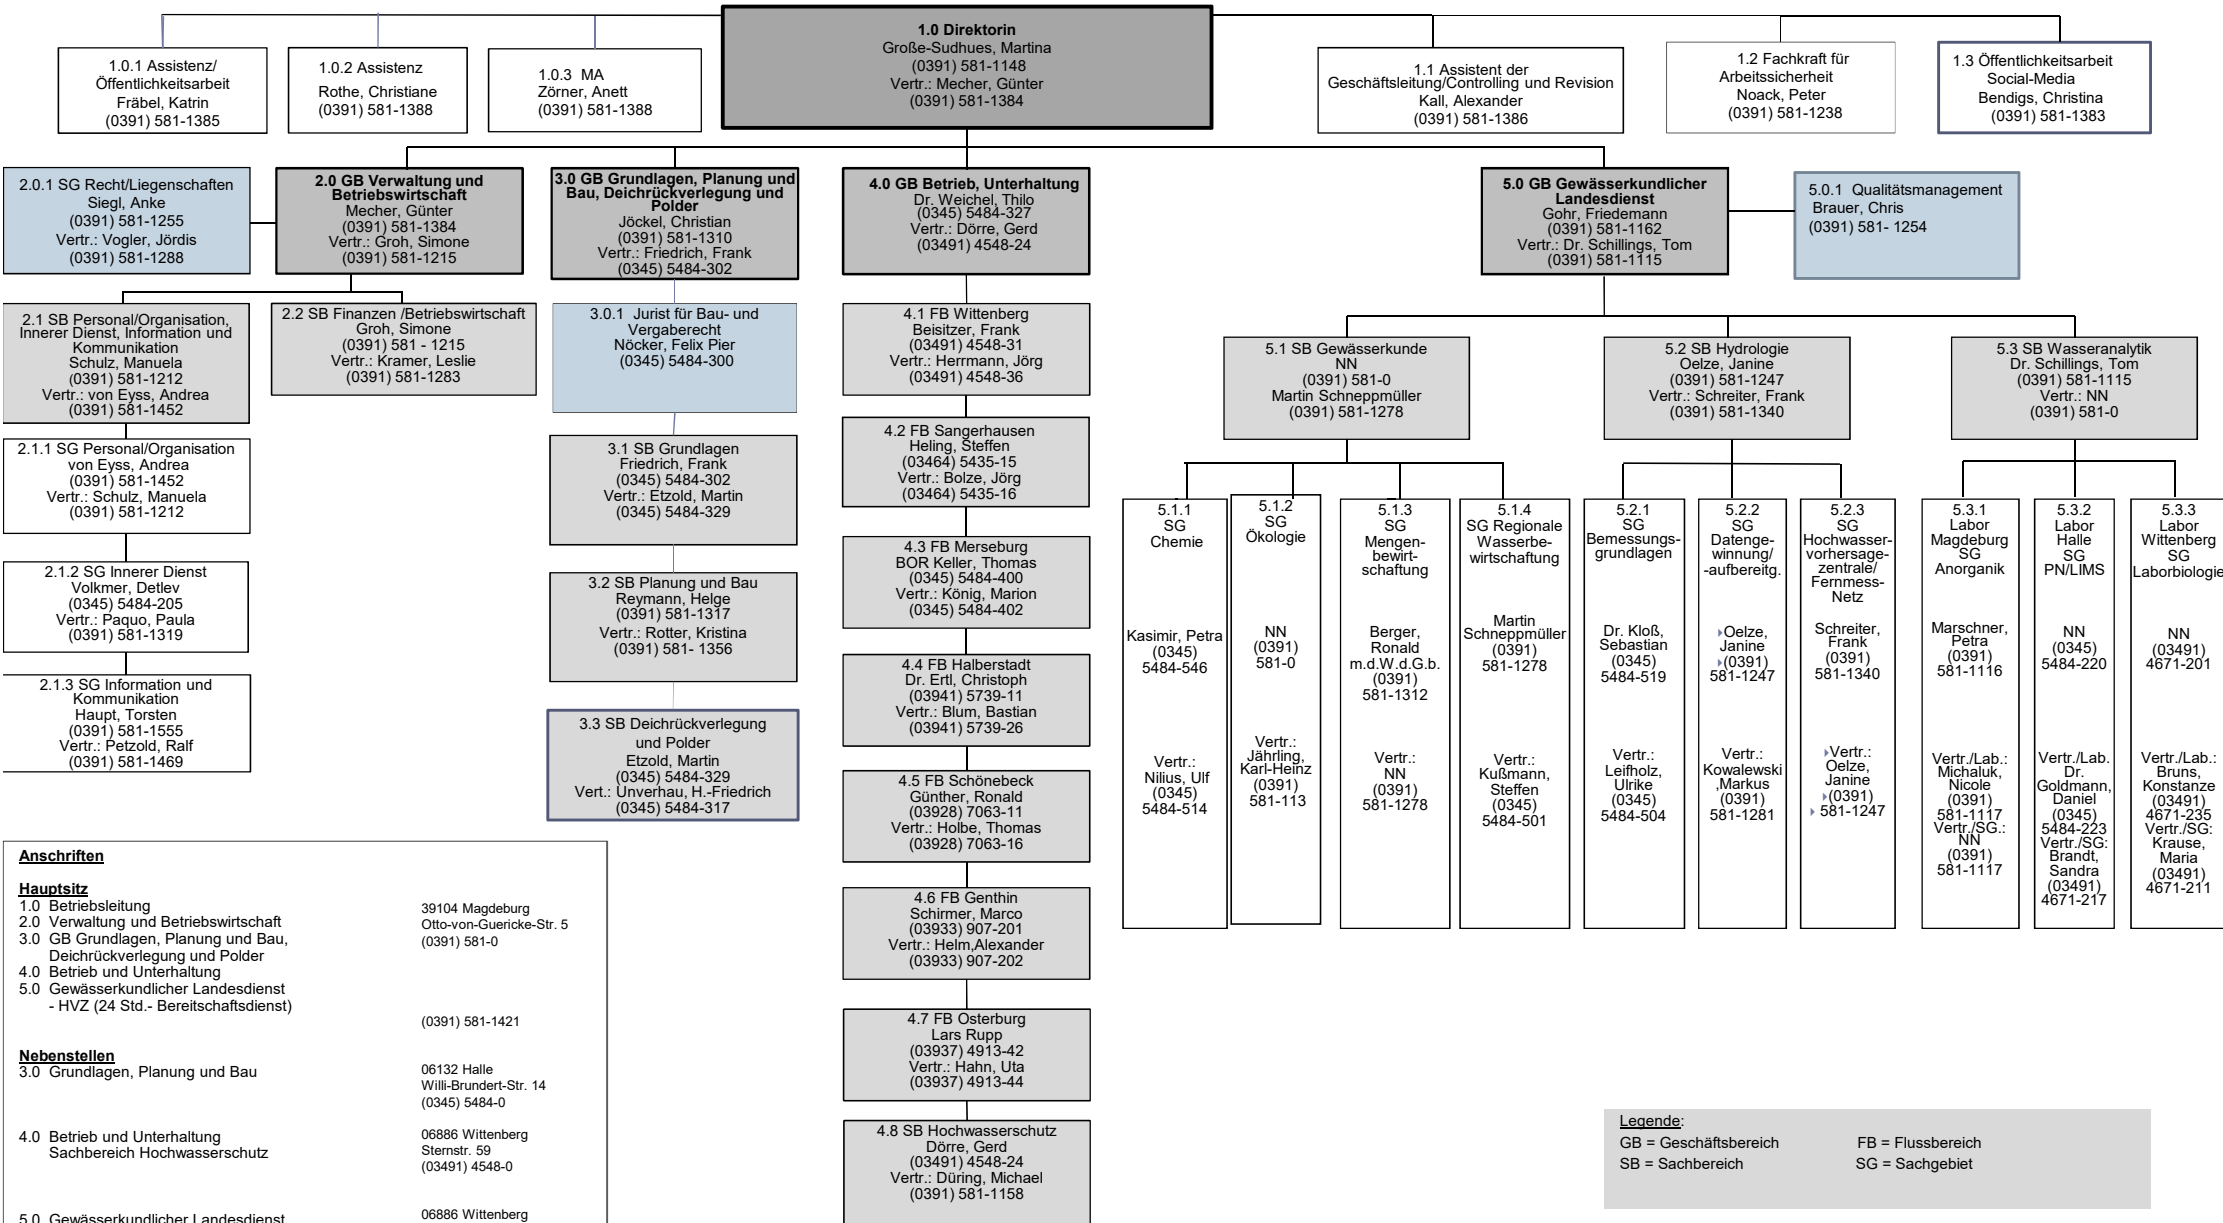 1.0 Direktorin
Große-Sudhues, Martina
(0391) 581-1148
Vertr.: Mecher, Günter
(0391) 581-1384
1.0.1 Assistenz/
Öffentlichkeitsarbeit
Fräbel, Katrin
(0391) 581-1385
1.0.2 Assistenz
Rothe, Christiane
(0391) 581-1388
1.0.3 MA
Zörner, Anett
(0391) 581-1388
1.1 Assistent der
Geschäftsleitung/Controlling und Revision
Kall, Alexander
(0391) 581-1386
1.2 Fachkraft für
Arbeitssicherheit
Noack, Peter
(0391) 581-1238
1.3 Öffentlichkeitsarbeit
Social-Media
Bendigs, Christina
(0391) 581-1383
2.0.1 SG Recht/Liegenschaften
Siegl, Anke
(0391) 581-1255
Vertr.: Vogler, Jördis
(0391) 581-1288
2.0 GB Verwaltung und
Betriebswirtschaft
Mecher, Günter
(0391) 581-1384
Vertr.: Groh, Simone
(0391) 581-1215
3.0 GB Grundlagen, Planung und
Bau, Deichrückverlegung und
Polder
Jöckel, Christian
(0391) 581-1310
Vertr.: Friedrich, Frank
(0345) 5484-302
4.0 GB Betrieb, Unterhaltung
Dr. Weichel, Thilo
(0345) 5484-327
Vertr.: Dörre, Gerd
(03491) 4548-24
5.0 GB Gewässerkundlicher
Landesdienst
Gohr, Friedemann
(0391) 581-1162
Vertr.: Dr. Schillings, Tom
(0391) 581-1115
5.0.1 Qualitätsmanagement
Brauer, Chris
(0391) 581- 1254
2.1 SB Personal/Organisation,
Innerer Dienst, Information und
Kommunikation
Schulz, Manuela
(0391) 581-1212
Vertr.: von Eyss, Andrea
(0391) 581-1452
2.2 SB Finanzen /Betriebswirtschaft
Groh, Simone
(0391) 581 - 1215
Vertr.: Kramer, Leslie
(0391) 581-1283
2.1.1 SG Personal/Organisation
von Eyss, Andrea
(0391) 581-1452
Vertr.: Schulz, Manuela
(0391) 581-1212
2.1.2 SG Innerer Dienst
Volkmer, Detlev
(0345) 5484-205
Vertr.: Paquo, Paula
(0391) 581-1319
2.1.3 SG Information und
Kommunikation
Haupt, Torsten
(0391) 581-1555
Vertr.: Petzold, Ralf
(0391) 581-1469
3.0.1 Jurist für Bau- und
Vergaberecht
Nöcker, Felix Pier
(0345) 5484-300
3.1 SB Grundlagen
Friedrich, Frank
(0345) 5484-302
Vertr.: Etzold, Martin
(0345) 5484-329
3.2 SB Planung und Bau
Reymann, Helge
(0391) 581-1317
Vertr.: Rotter, Kristina
(0391) 581- 1356
3.3 SB Deichrückverlegung
und Polder
Etzold, Martin
(0345) 5484-329
Vert.: Unverhau, H.-Friedrich
(0345) 5484-317
4.1 FB Wittenberg
Beisitzer, Frank
(03491) 4548-31
Vertr.: Herrmann, Jörg
(03491) 4548-36
4.2 FB Sangerhausen
Heling, Steffen
(03464) 5435-15
Vertr.: Bolze, Jörg
(03464) 5435-16
4.3 FB Merseburg
BOR Keller, Thomas
(0345) 5484-400
Vertr.: König, Marion
(0345) 5484-402
4.4 FB Halberstadt
Dr. Ertl, Christoph
(03941) 5739-11
Vertr.: Blum, Bastian
(03941) 5739-26
4.5 FB Schönebeck
Günther, Ronald
(03928) 7063-11
Vertr.: Holbe, Thomas
(03928) 7063-16
4.6 FB Genthin
Schirmer, Marco
(03933) 907-201
Vertr.: Helm,Alexander
(03933) 907-202
4.7 FB Osterburg
Lars Rupp
(03937) 4913-42
Vertr.: Hahn, Uta
(03937) 4913-44
4.8 SB Hochwasserschutz
Dörre, Gerd
(03491) 4548-24
Vertr.: Düring, Michael
(0391) 581-1158
5.1 SB Gewässerkunde
NN
(0391) 581-0
Martin Schneppmüller
(0391) 581-1278
5.2 SB Hydrologie
Oelze, Janine
(0391) 581-1247
Vertr.: Schreiter, Frank
(0391) 581-1340
5.3 SB Wasseranalytik
Dr. Schillings, Tom
(0391) 581-1115
Vertr.: NN
(0391) 581-0
5.1.1
SG
Chemie
Kasimir, Petra
(0345)
5484-546
Vertr.:
Nilius, Ulf
(0345)
5484-514
5.1.2
SG
Ökologie
NN
(0391)
581-0
Vertr.:
Jährling,
Karl-Heinz
(0391)
581-113
5.1.3
SG
Mengen-
bewirt-
schaftung
Berger,
Ronald
m.d.W.d.G.b.
(0391)
581-1312
Vertr.:
NN
(0391)
581-1278
5.1.4
SG Regionale
Wasserbe-
wirtschaftung
Martin
Schneppmüller
(0391)
581-1278
Vertr.:
Kußmann,
Steffen
(0345)
5484-501
5.2.1
SG
Bemessungs-
grundlagen
Dr. Kloß,
Sebastian
(0345)
5484-519
Vertr.:
Leifholz,
Ulrike
(0345)
5484-504
5.2.2
SG
Datenge-
winnung/
-aufbereitg.
Oelze,
Janine
(0391)
581-1247
Vertr.:
Kowalewski
,Markus
(0391)
581-1281
5.2.3
SG
Hochwasser-
vorhersage-
zentrale/
Fernmess-
Netz
Schreiter,
Frank
(0391)
581-1340
Vertr.:
Oelze,
Janine
(0391)
581-1247
5.3.1
Labor
Magdeburg
SG
Anorganik
Marschner,
Petra
(0391)
581-1116
Vertr./Lab.:
Michaluk,
Nicole
(0391)
581-1117
Vertr./SG.:
NN
(0391)
581-1117
5.3.2
Labor
Halle
SG
PN/LIMS
NN
(0345)
5484-220
Vertr./Lab.
Dr.
Goldmann,
Daniel
(0345)
5484-223
Vertr./SG:
Brandt,
Sandra
(03491)
4671-217
5.3.3
Labor
Wittenberg
SG
Laborbiologie
NN
(03491)
4671-201
Vertr./Lab.:
Bruns,
Konstanze
(03491)
4671-235
Vertr./SG:
Krause,
Maria
(03491)
4671-211
Anschriften
Hauptsitz
1.0 Betriebsleitung
2.0 Verwaltung und Betriebswirtschaft
3.0 GB Grundlagen, Planung und Bau,
Deichrückverlegung und Polder
4.0 Betrieb und Unterhaltung
5.0 Gewässerkundlicher Landesdienst
- HVZ (24 Std.- Bereitschaftsdienst)
39104 Magdeburg
Otto-von-Guericke-Str. 5
(0391) 581-0
(0391) 581-1421
Nebenstellen
3.0 Grundlagen, Planung und Bau
06132 Halle
Willi-Brundert-Str. 14
(0345) 5484-0
4.0 Betrieb und Unterhaltung
Sachbereich Hochwasserschutz
06886 Wittenberg
Sternstr. 59
(03491) 4548-0
5.0 Gewässerkundlicher Landesdienst
06886 Wittenberg
Legende:
GB = Geschäftsbereich
FB = Flussbereich
SB = Sachbereich
SG = Sachgebiet